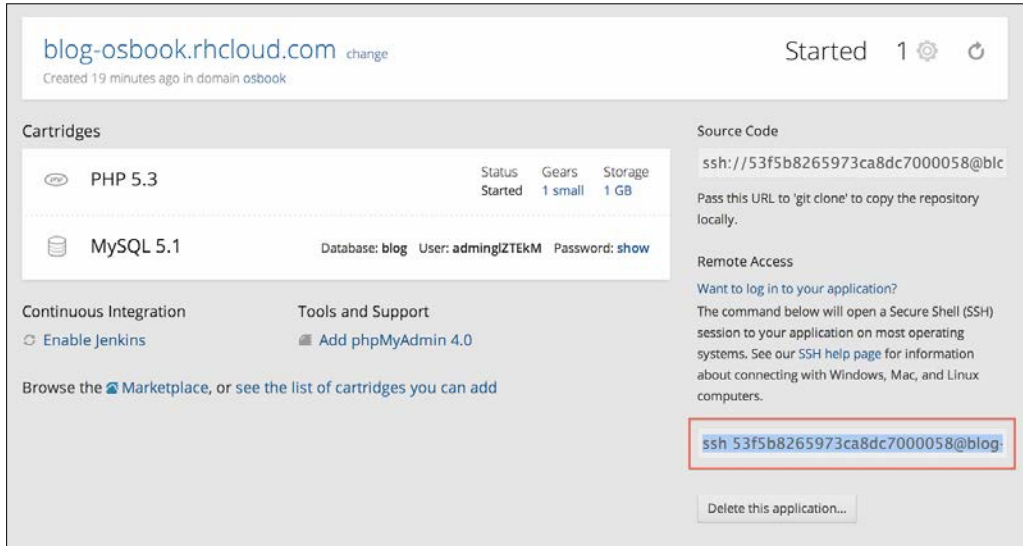 blog-osbook.rhcloud.com change
Started 1
Created 19 minutes ago in domain osbook
Cartridges
PHP 5.3
Status Gears Storage
Started 1 small 1 GB
MySQL 5.1
Database: blog User: adminglZTEkM Password: show
Continuous Integration
Enable Jenkins
Tools and Support
Add phpMyAdmin 4.0
Browse the Marketplace, or see the list of cartridges you can add
Source Code
ssh://53f5b8265973ca8dc7000058@blo
Pass this URL to 'git clone' to copy the repository
locally.
Remote Access
Want to log in to your application?
The command below will open a Secure Shell (SSH)
session to your application on most operating
systems. See our SSH help page for information
about connecting with Windows, Mac, and Linux
computers.
ssh 53f5b8265973ca8dc7000058@blog-
Delete this application...